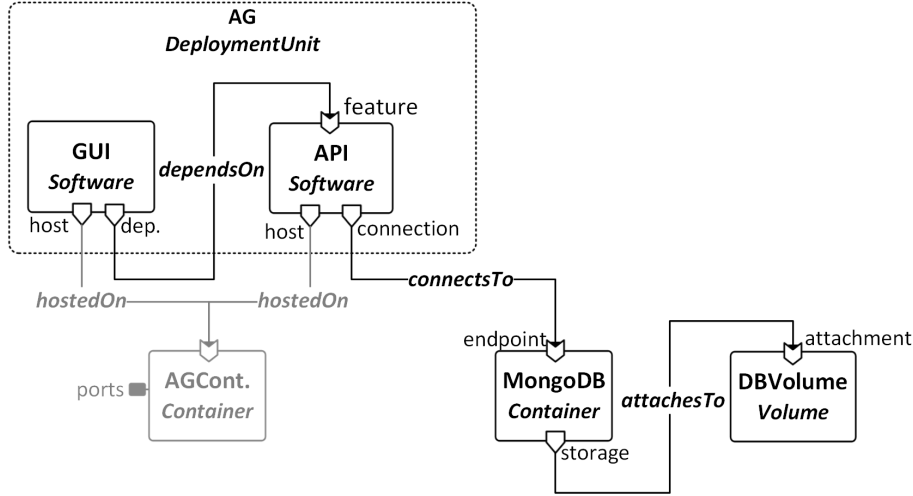 AG
DeploymentUnit
feature
GUI
Software
dependsOn
API
Software
host
dep.
host
connection
hostedOn
hostedOn
connectsTo
endpoint
attachment
ports
AGCont.
Container
MongoDB
Container
attachesTo
DBVolume
Volume
storage